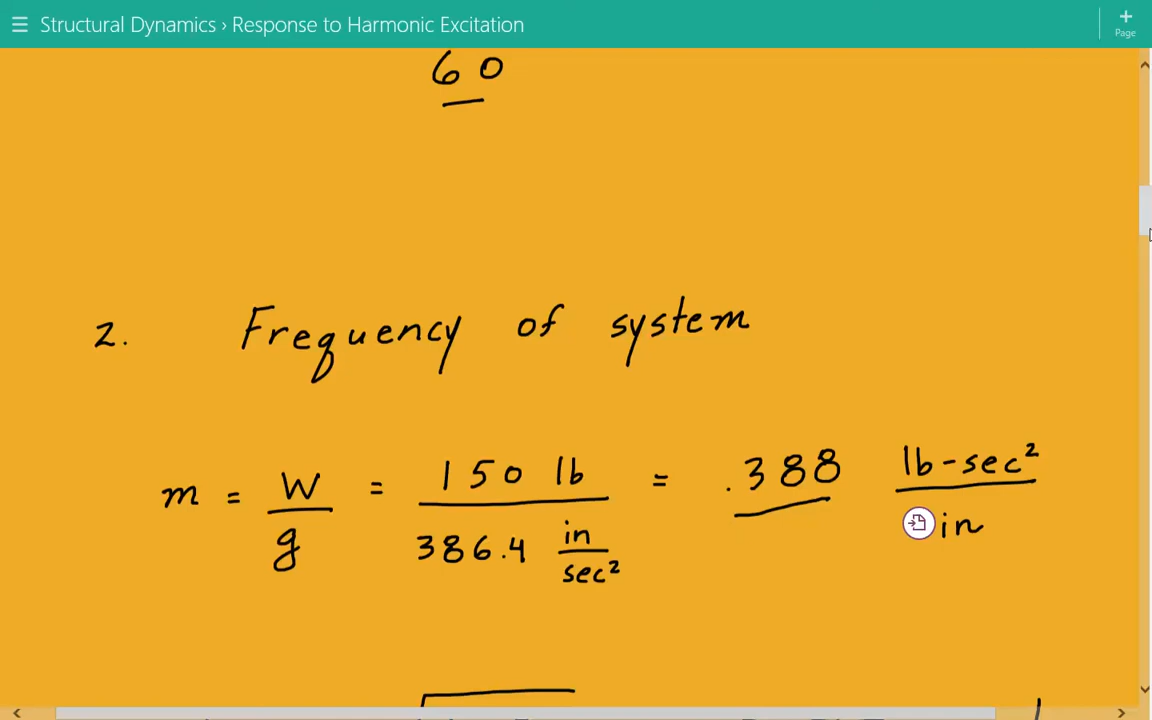 Structural Dynamics › Response to Harmonic Excitation
Page
60
2. Frequency of system
m = W/g = 150 lb / 386.4 in/sec² = .388 lb-sec²/in